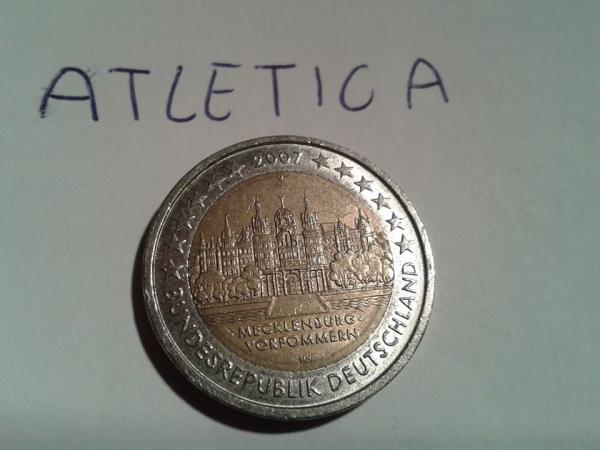 ATLETICA
2007
MECKLENBURG-
VORPOMMERN
BUNDESREPUBLIK DEUTSCHLAND